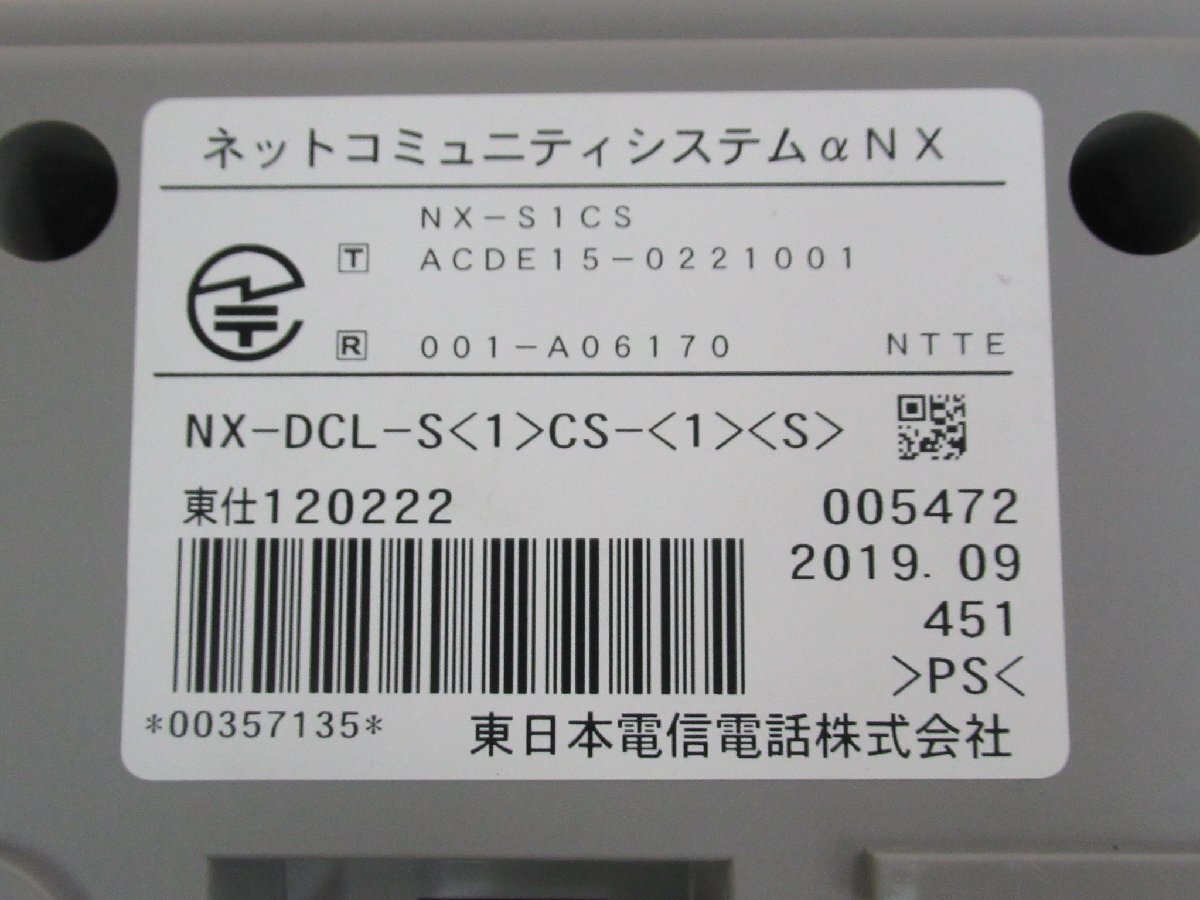 ネットコミュニティシステムαNX
NX-S1CS
T ACDE15-0221001
R 001-A06170 NTTE
NX-DCL-S<1>CS-<1><S>
東仕120222 005472
2019.09
451
>PS<
*00357135* 東日本電信電話株式会社